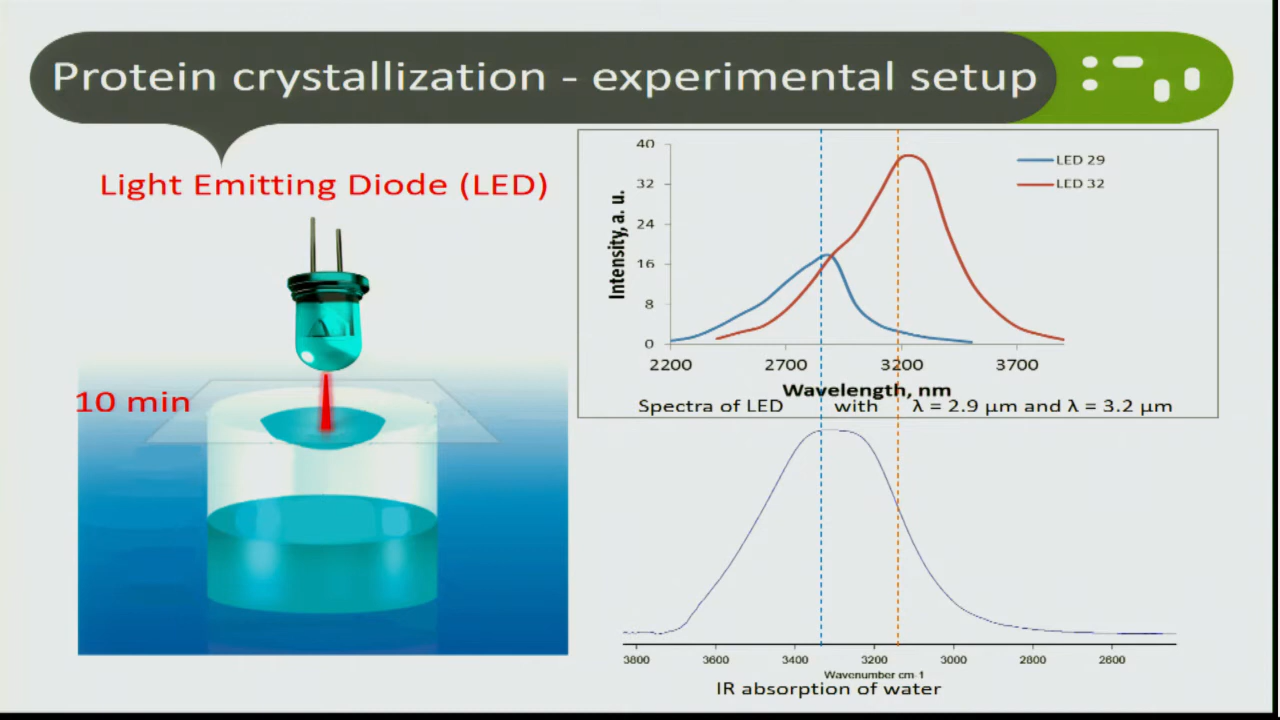 Protein crystallization - experimental setup
Light Emitting Diode (LED)
10 min
40
32
24
16
8
0
Intensity, a. u.
LED 29
LED 32
2200 2700 3200 3700
Wavelength, nm
Spectra of LED with λ = 2.9 μm and λ = 3.2 μm
3800 3600 3400 3200 3000 2800 2600
Wavenumber cm-1
IR absorption of water